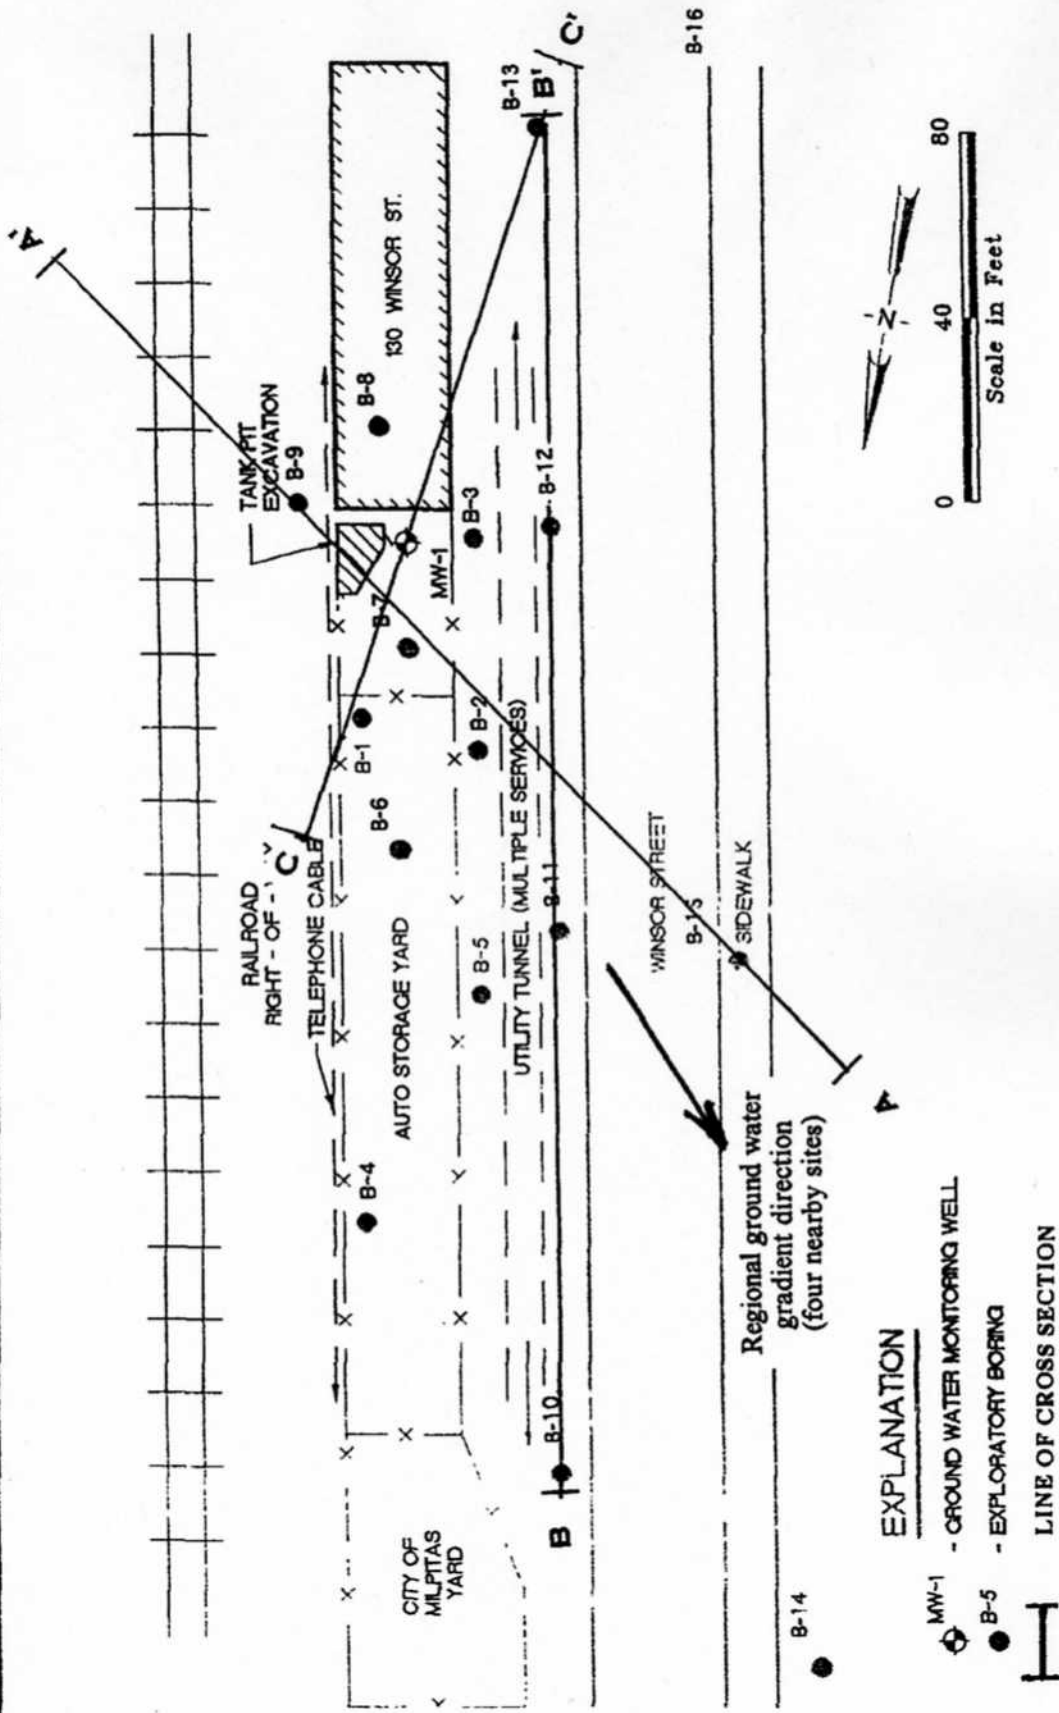 A'
C'
B'
B-13
B-16
130 WINSOR ST.
B-8
TANK PIT
EXCAVATION
B-9
B-3
B-12
MW-1
B-7
B-1
B-2
B-6
RAILROAD
RIGHT - OF -
C
TELEPHONE CABLE
AUTO STORAGE YARD
B-5
UTILITY TUNNEL (MULTIPLE SERVICES)
B-11
WINSOR STREET
B-15
SIDEWALK
A
B-4
B-10
B
CITY OF
MILPITAS
YARD
Regional ground water
gradient direction
(four nearby sites)
B-14
-N-
0 40 80
Scale in Feet
EXPLANATION
MW-1 - GROUND WATER MONITORING WELL
B-5 - EXPLORATORY BORING
LINE OF CROSS SECTION